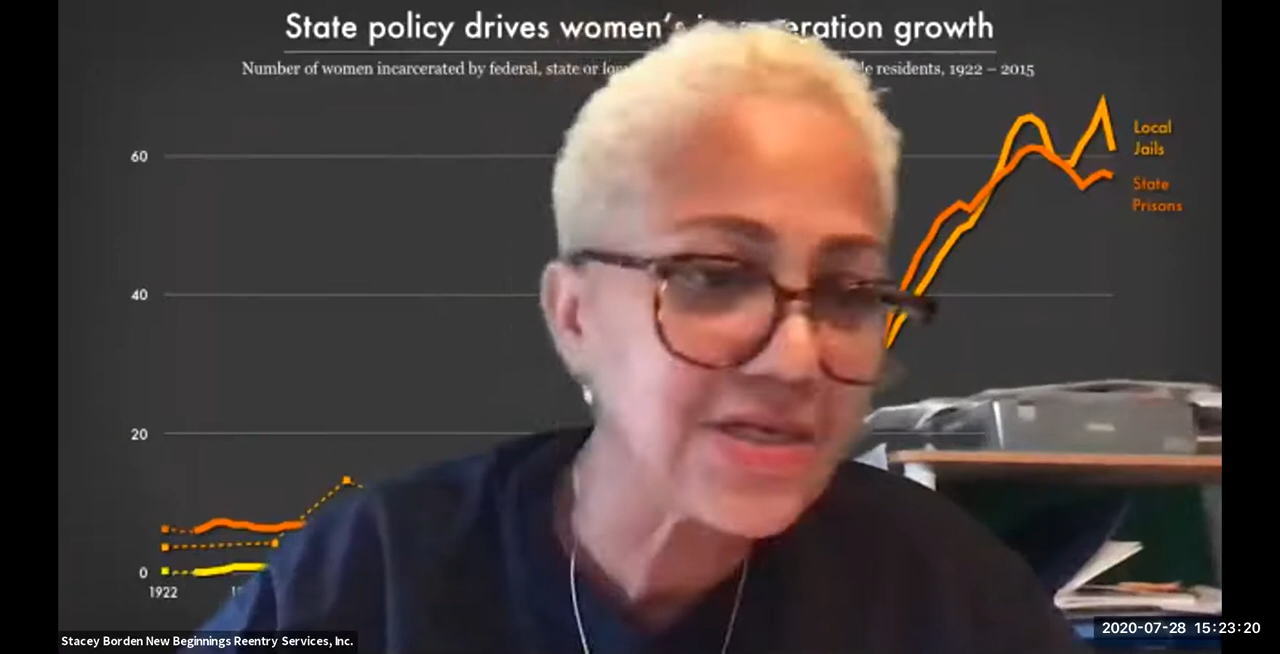 State policy drives women's eration growth
Number of women incarcerated by federal, state or residents, 1922 – 2015
60
Local
Jails
State
Prisons
40
20
0
1922
Stacey Borden New Beginnings Reentry Services, Inc.
2020-07-28 15:23:20